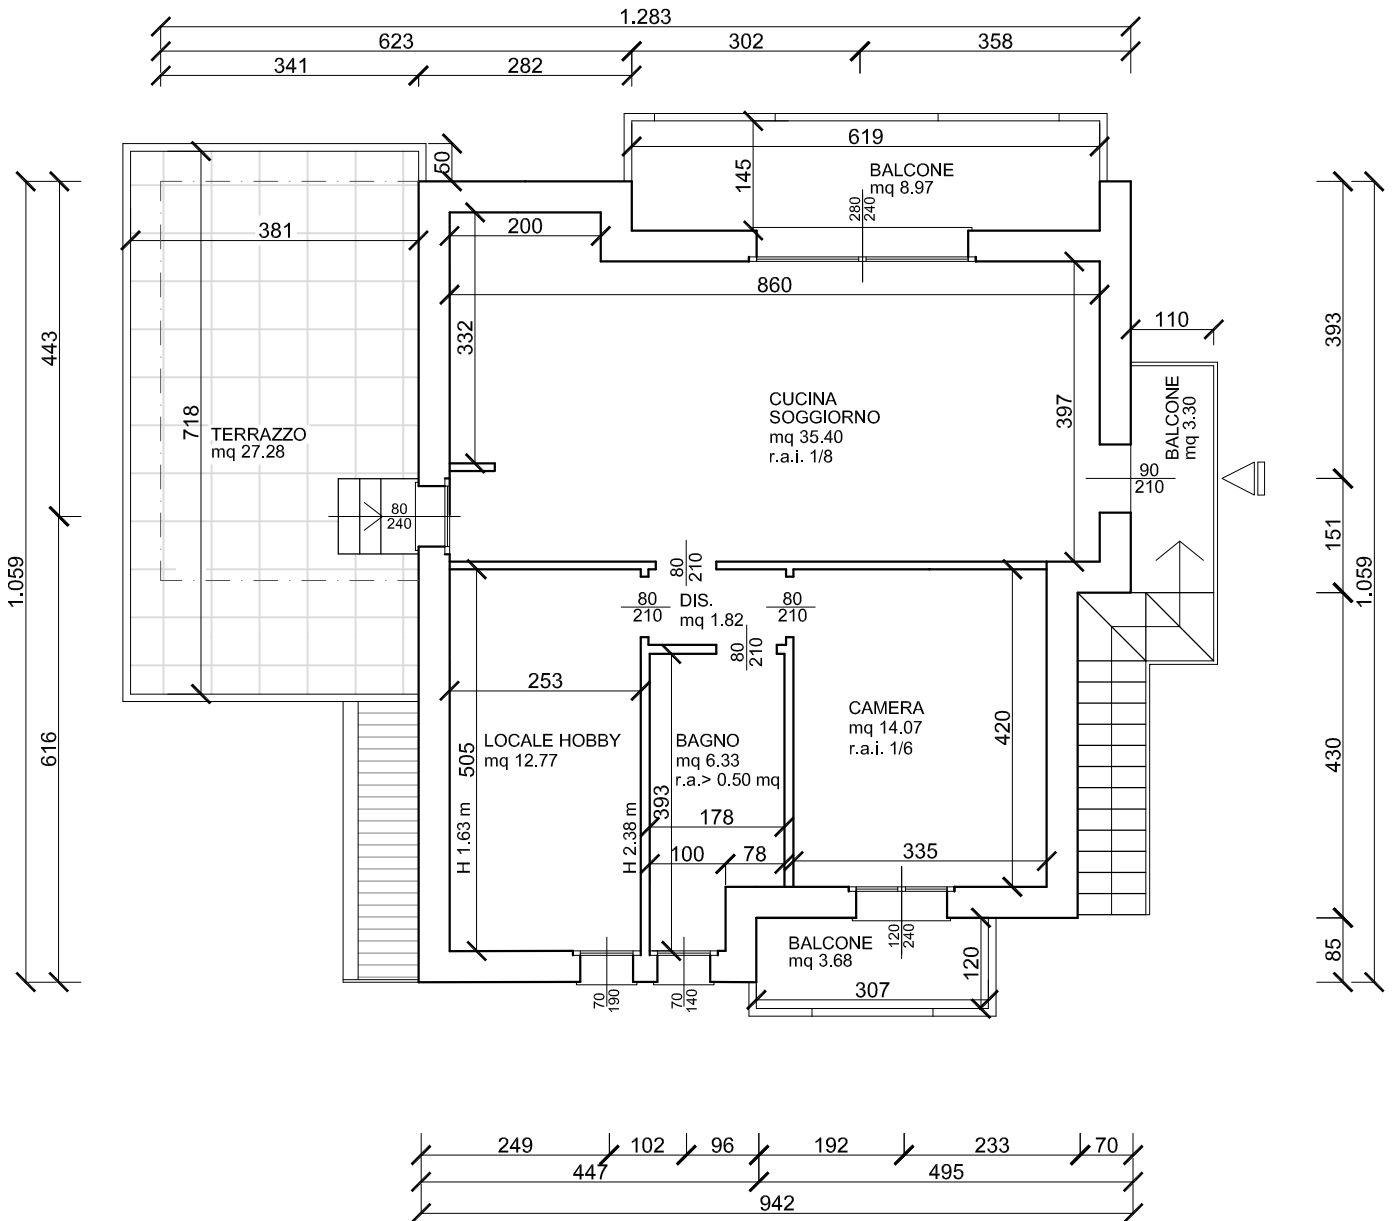 1.283
623
302
358
341
282
619
145
BALCONE
mq 8.97
280
240
50
381
200
860
332
397
110
443
393
718
TERRAZZO
mq 27.28
CUCINA
SOGGIORNO
mq 35.40
r.a.i. 1/8
BALCONE
mq 3.30
90
210
80
240
151
1.059
1.059
80
210
80
210
DIS.
mq 1.82
80
210
80
210
253
505
LOCALE HOBBY
mq 12.77
BAGNO
mq 6.33
r.a.> 0.50 mq
CAMERA
mq 14.07
r.a.i. 1/6
420
616
430
393
H 1.63 m
H 2.38 m
178
100
78
335
120
240
BALCONE
mq 3.68
120
307
85
70
190
70
140
249
102
96
192
233
70
447
495
942